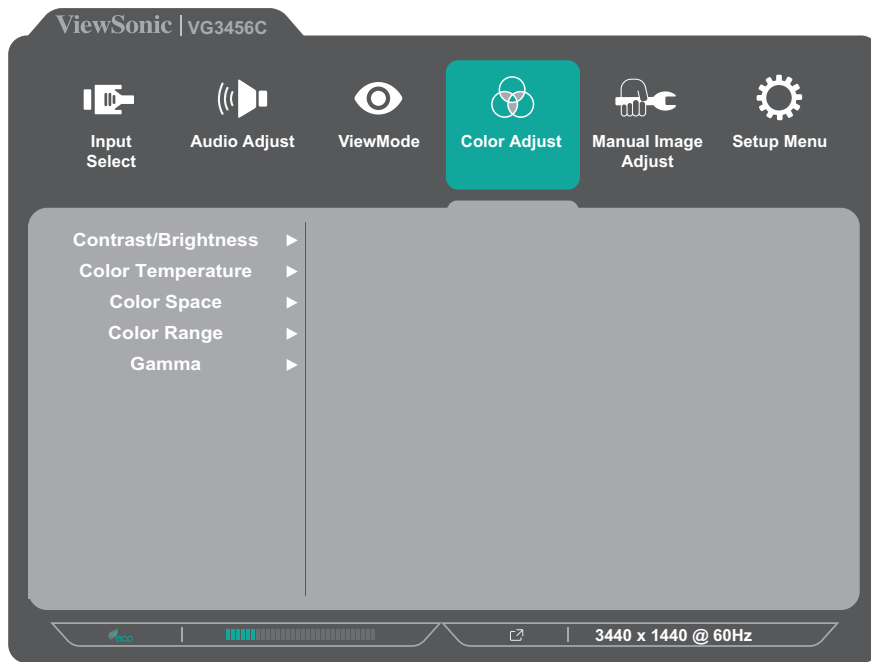 ViewSonic | VG3456C
Input
Select
Audio Adjust
ViewMode
Color Adjust
Manual Image
Adjust
Setup Menu
Contrast/Brightness
Color Temperature
Color Space
Color Range
Gamma
eco
3440 x 1440 @ 60Hz